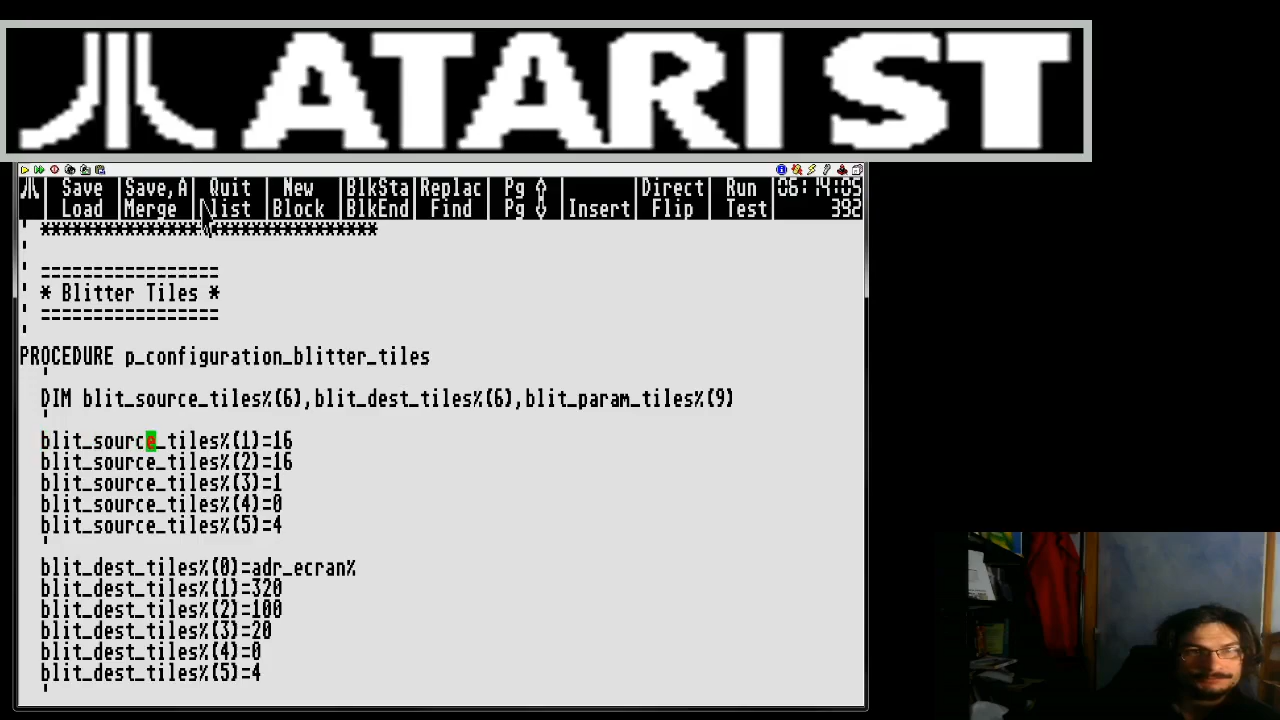 ATARI ST
Save Save,A Quit New BlkSta Replac Pg ⇧ Direct Run 06:14:05
Load Merge llist Block BlkEnd Find Pg ⇩ Insert Flip Test 392
' ********************************
'
' =================
' * Blitter Tiles *
' =================
'
PROCEDURE p_configuration_blitter_tiles
'
DIM blit_source_tiles%(6),blit_dest_tiles%(6),blit_param_tiles%(9)
'
blit_source_tiles%(1)=16
blit_source_tiles%(2)=16
blit_source_tiles%(3)=1
blit_source_tiles%(4)=0
blit_source_tiles%(5)=4
'
blit_dest_tiles%(0)=adr_ecran%
blit_dest_tiles%(1)=320
blit_dest_tiles%(2)=100
blit_dest_tiles%(3)=20
blit_dest_tiles%(4)=0
blit_dest_tiles%(5)=4
'